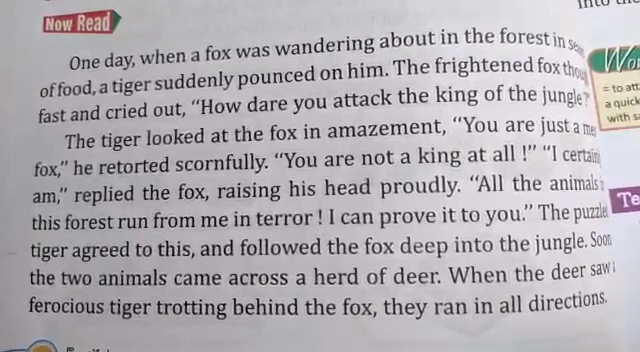 Now Read
One day, when a fox was wandering about in the forest in
of food, a tiger suddenly pounced on him. The frightened fox
fast and cried out, “How dare you attack the king of the jungle?”
The tiger looked at the fox in amazement, “You are just a
fox,” he retorted scornfully. “You are not a king at all !” “I
am,” replied the fox, raising his head proudly. “All the animals
this forest run from me in terror ! I can prove it to you.” The
tiger agreed to this, and followed the fox deep into the jungle. Soon
the two animals came across a herd of deer. When the deer saw
ferocious tiger trotting behind the fox, they ran in all directions.
= to
a quick
with